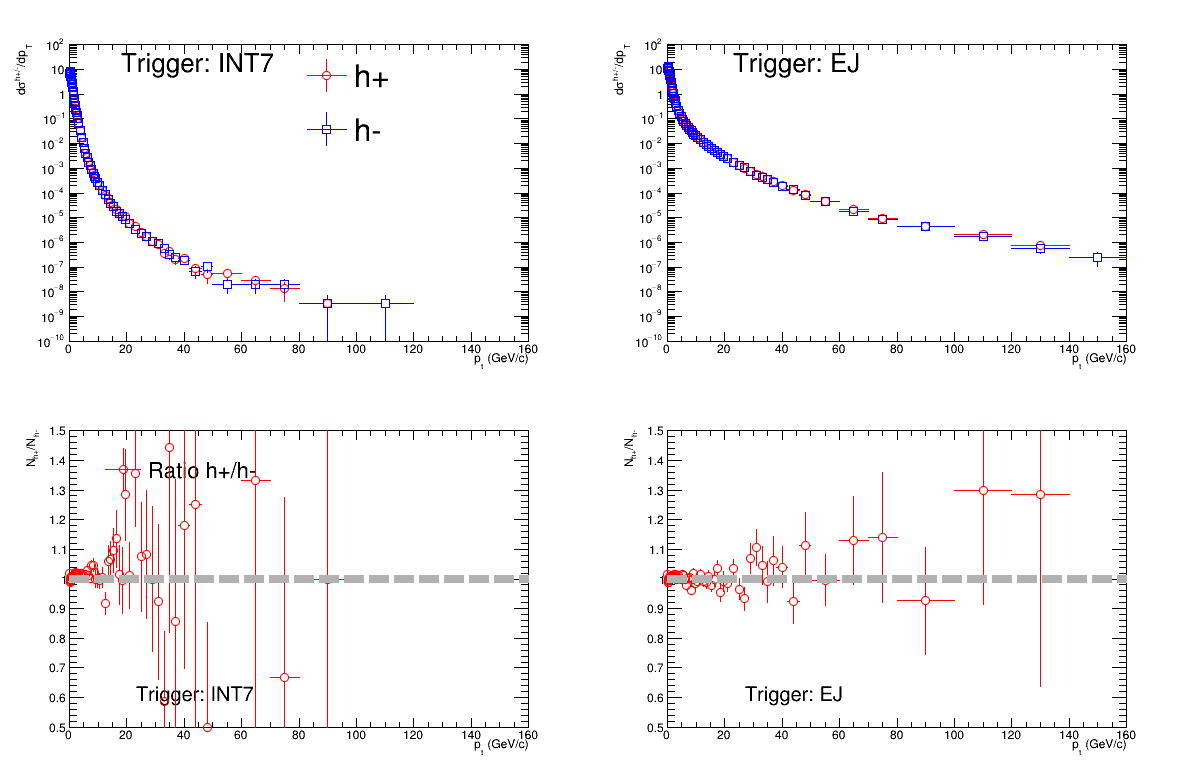 dσ^{h+/-}/dp_T
10²
10
1
10⁻¹
10⁻²
10⁻³
10⁻⁴
10⁻⁵
10⁻⁶
10⁻⁷
10⁻⁸
10⁻⁹
10⁻¹⁰
Trigger: INT7
h+
h-
0 20 40 60 80 100 120 140 160
p_t (GeV/c)
10²
10
1
10⁻¹
10⁻²
10⁻³
10⁻⁴
10⁻⁵
10⁻⁶
10⁻⁷
10⁻⁸
10⁻⁹
10⁻¹⁰
Trigger: EJ
0 20 40 60 80 100 120 140 160
p_t (GeV/c)
N_{h+}/N_{h-}
1.5
1.4
1.3
1.2
1.1
1
0.9
0.8
0.7
0.6
0.5
Ratio h+/h-
Trigger: INT7
0 20 40 60 80 100 120 140 160
p_t (GeV/c)
N_{h+}/N_{h-}
1.5
1.4
1.3
1.2
1.1
1
0.9
0.8
0.7
0.6
0.5
Trigger: EJ
0 20 40 60 80 100 120 140 160
p_t (GeV/c)